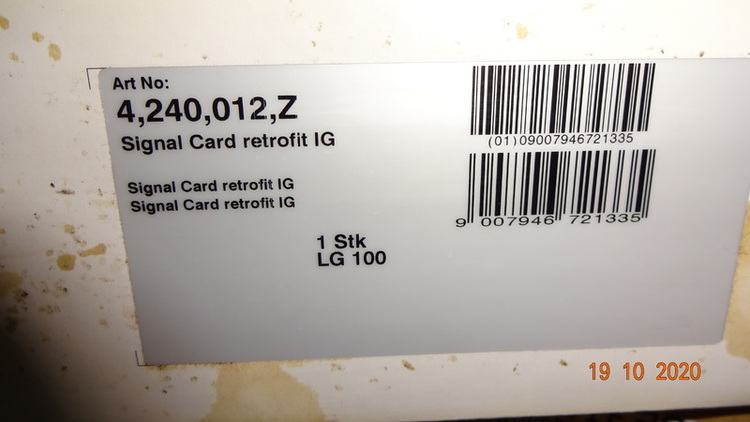 Art No:
4,240,012,Z
Signal Card retrofit IG
Signal Card retrofit IG
Signal Card retrofit IG
1 Stk
LG 100
(01)09007946721335
9 007946 721335
19 10 2020